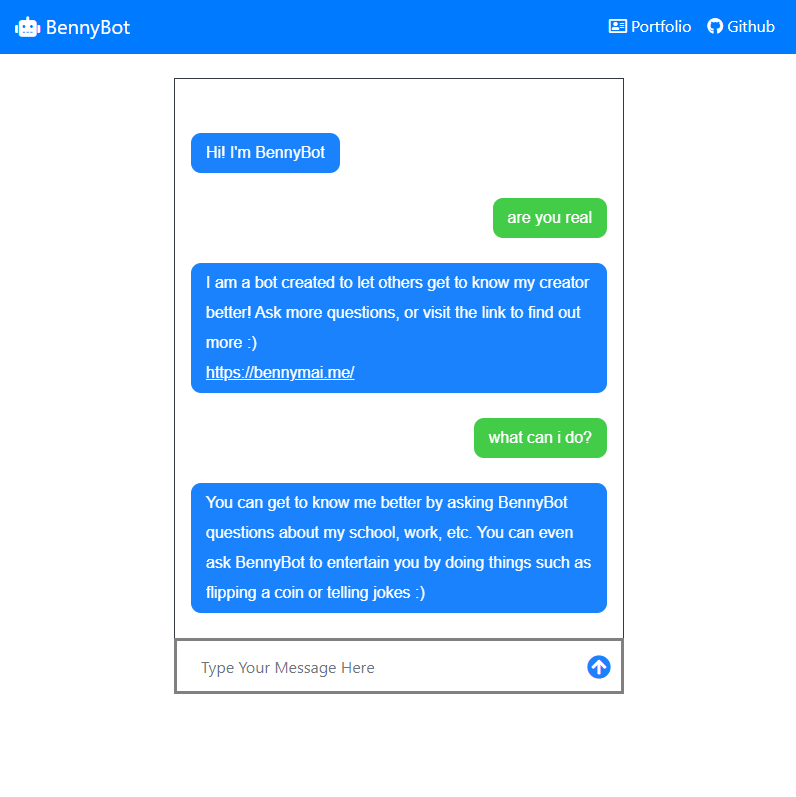 BennyBot
Portfolio
Github
Hi! I'm BennyBot
are you real
I am a bot created to let others get to know my creator
better! Ask more questions, or visit the link to find out
more :)
https://bennymai.me/
what can i do?
You can get to know me better by asking BennyBot
questions about my school, work, etc. You can even
ask BennyBot to entertain you by doing things such as
flipping a coin or telling jokes :)
Type Your Message Here